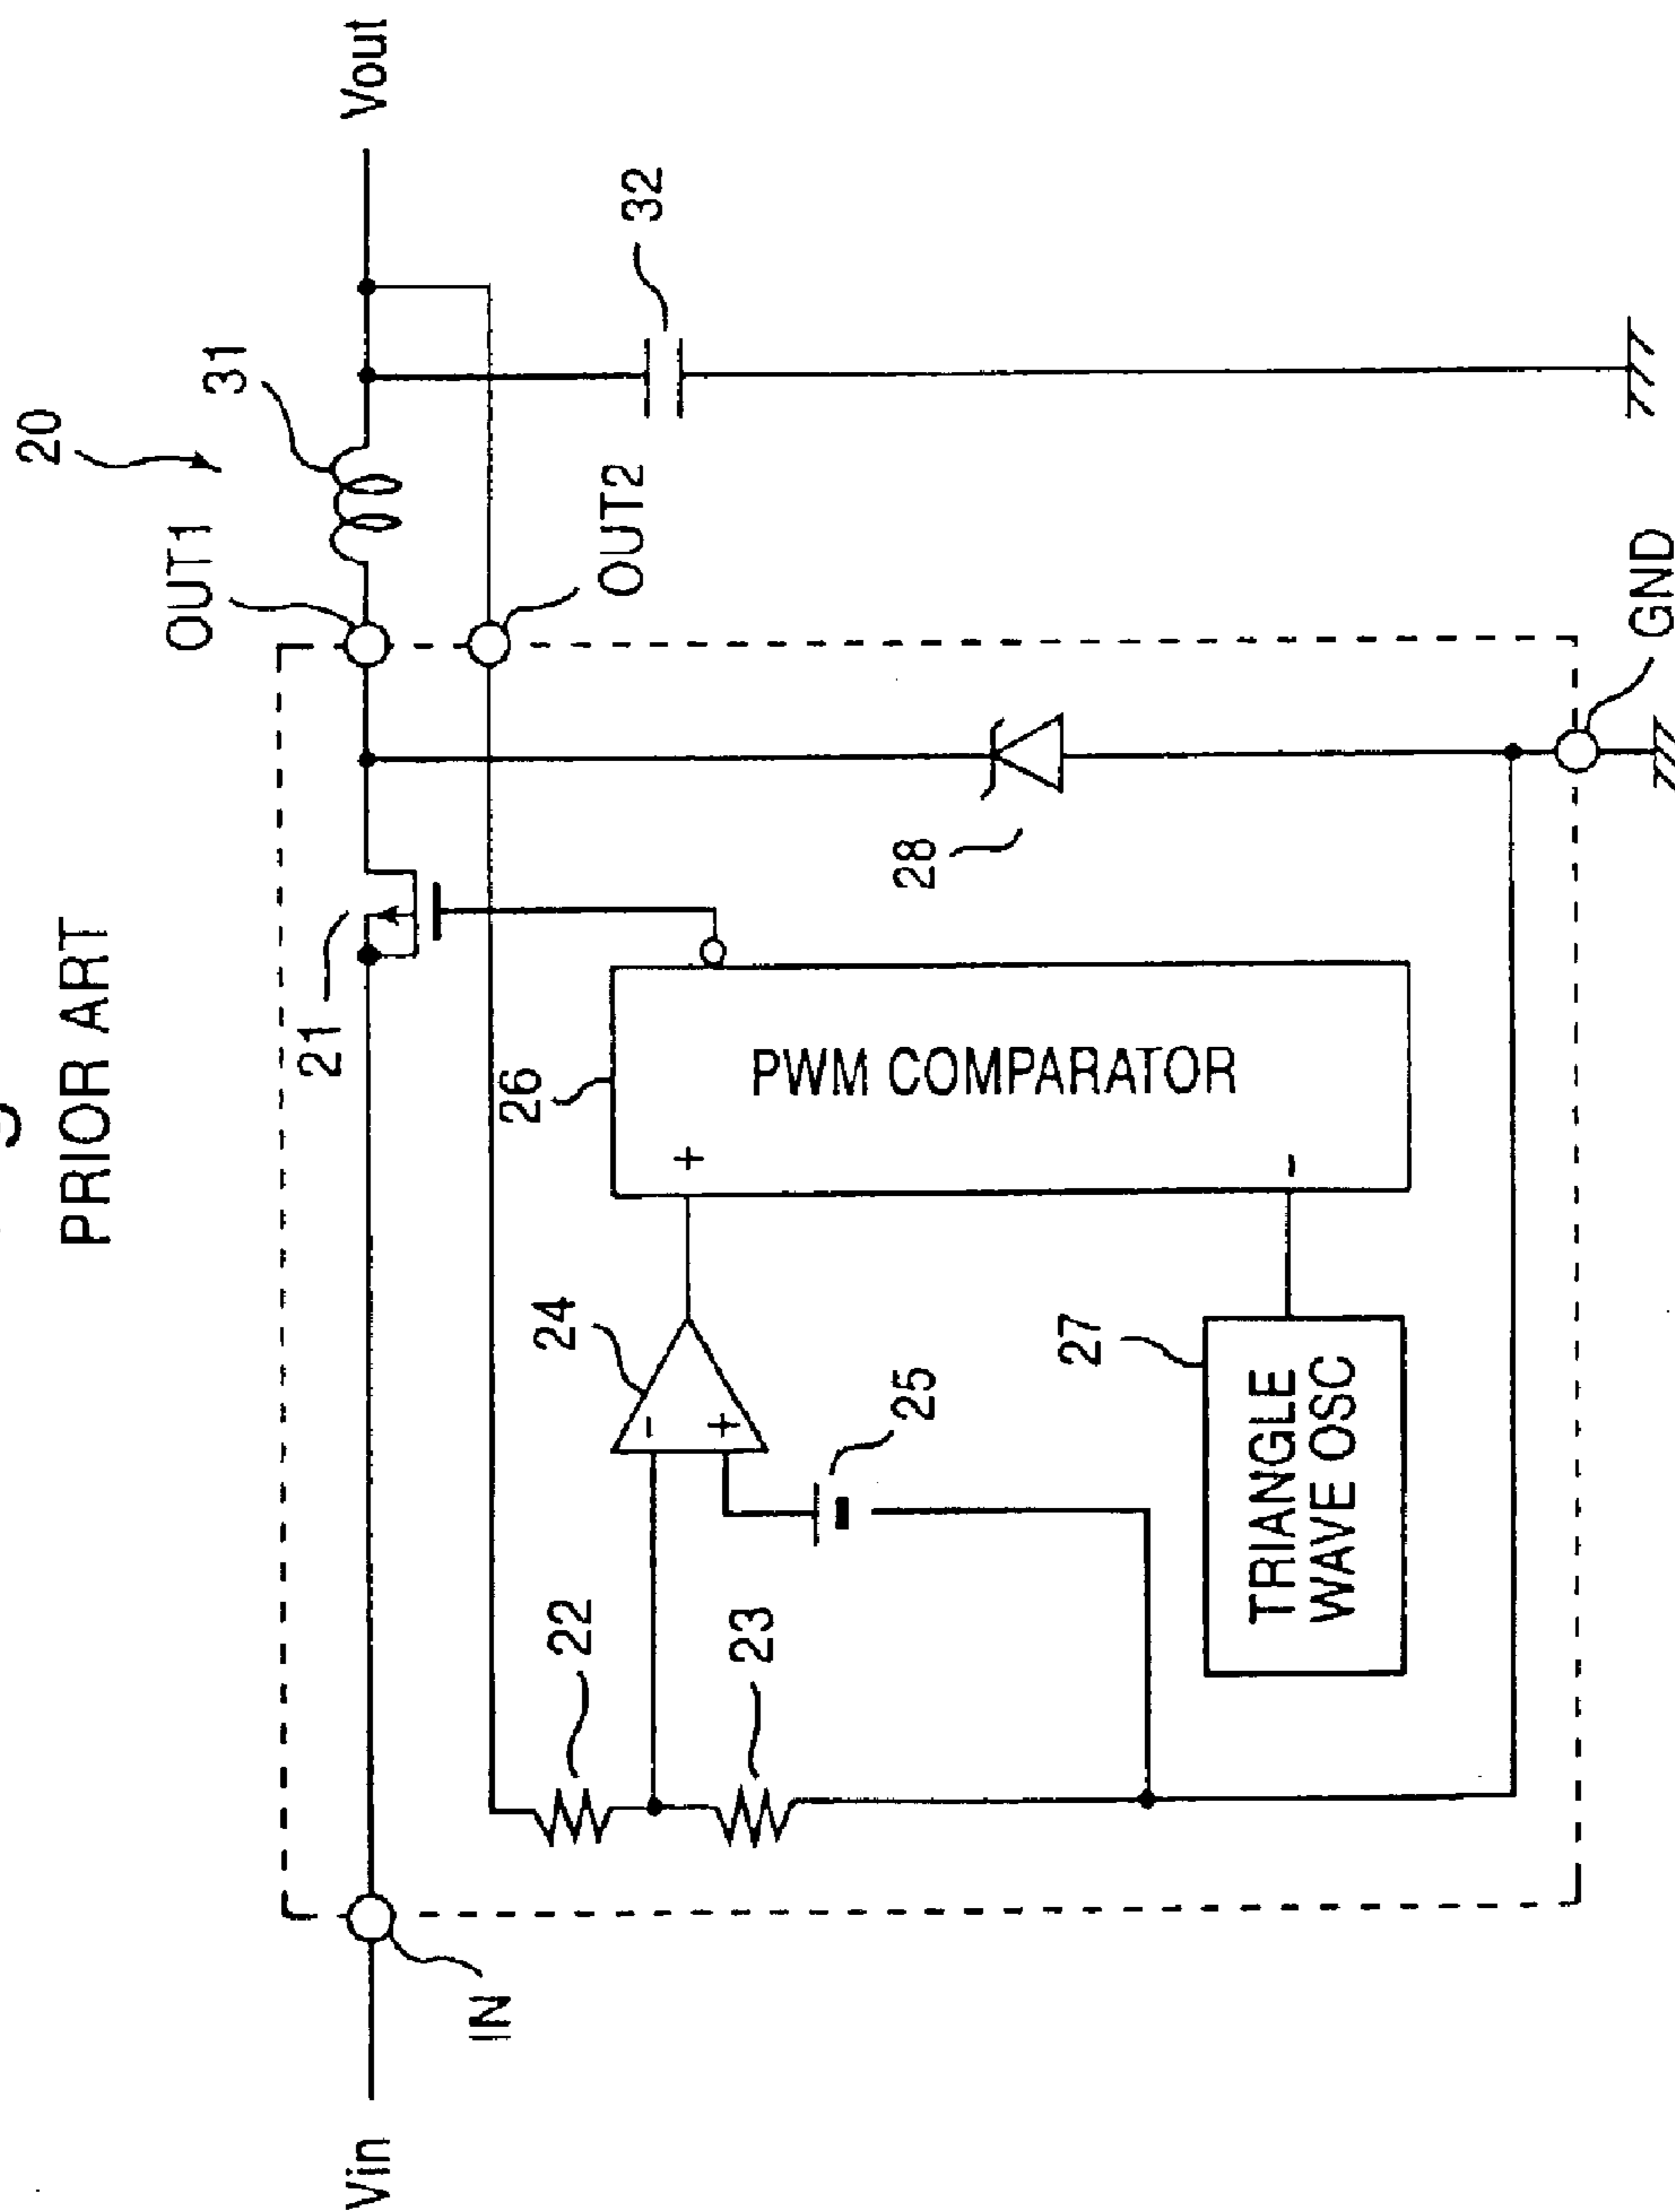 PRIOR ART
20
OUT1
31
Vout
Vin
IN
21
OUT2
32
22
23
24
25
26
+
-
-
+
PWM COMPARATOR
28
27
TRIANGLE
WAVE OSC
GND